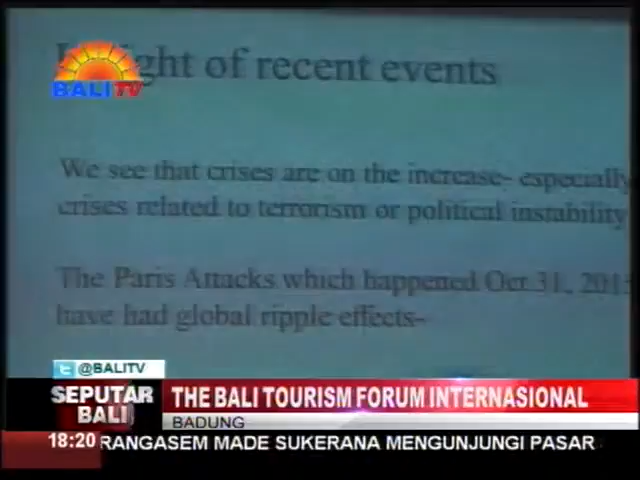 BALI TV
of recent events
We see that crises are on the increase- especially
crises related to terrorism or political instability
The Paris Attacks which happened Oct 31, 201
have had global ripple effects-
@BALITV
SEPUTAR
BALI
THE BALI TOURISM FORUM INTERNASIONAL
BADUNG
18:20 RANGASEM MADE SUKERANA MENGUNJUNGI PASAR